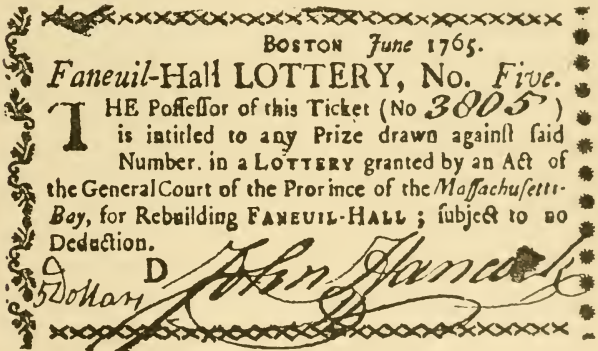 BOSTON June 1765.
Faneuil-Hall LOTTERY, No. Five.
THE Poſſeſſor of this Ticket (No 3805)
is intitled to any Prize drawn againſt ſaid
Number. in a LOTTERY granted by an Act of
the General Court of the Province of the Maſſachuſetts-
Bay, for Rebuilding FANEUIL-HALL; ſubject to no
Deduction.
D John Hancock
5 Dollars